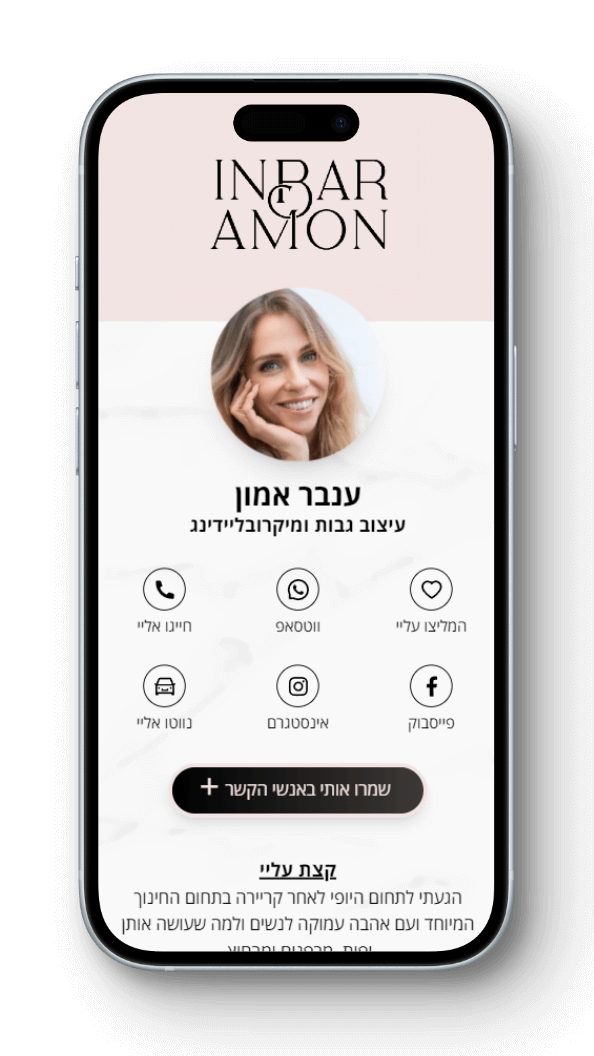 INBAR
AMON
ענבר אמון
עיצוב גבות ומיקרובליידינג
המליצו עליי
ווטסאפ
חייגו אליי
פייסבוק
אינסטגרם
נווטו אליי
שמרו אותי באנשי הקשר +
קצת עליי
הגעתי לתחום היופי לאחר קריירה בתחום החינוך
המיוחד ועם אהבה עמוקה לנשים ולמה שעושה אותן